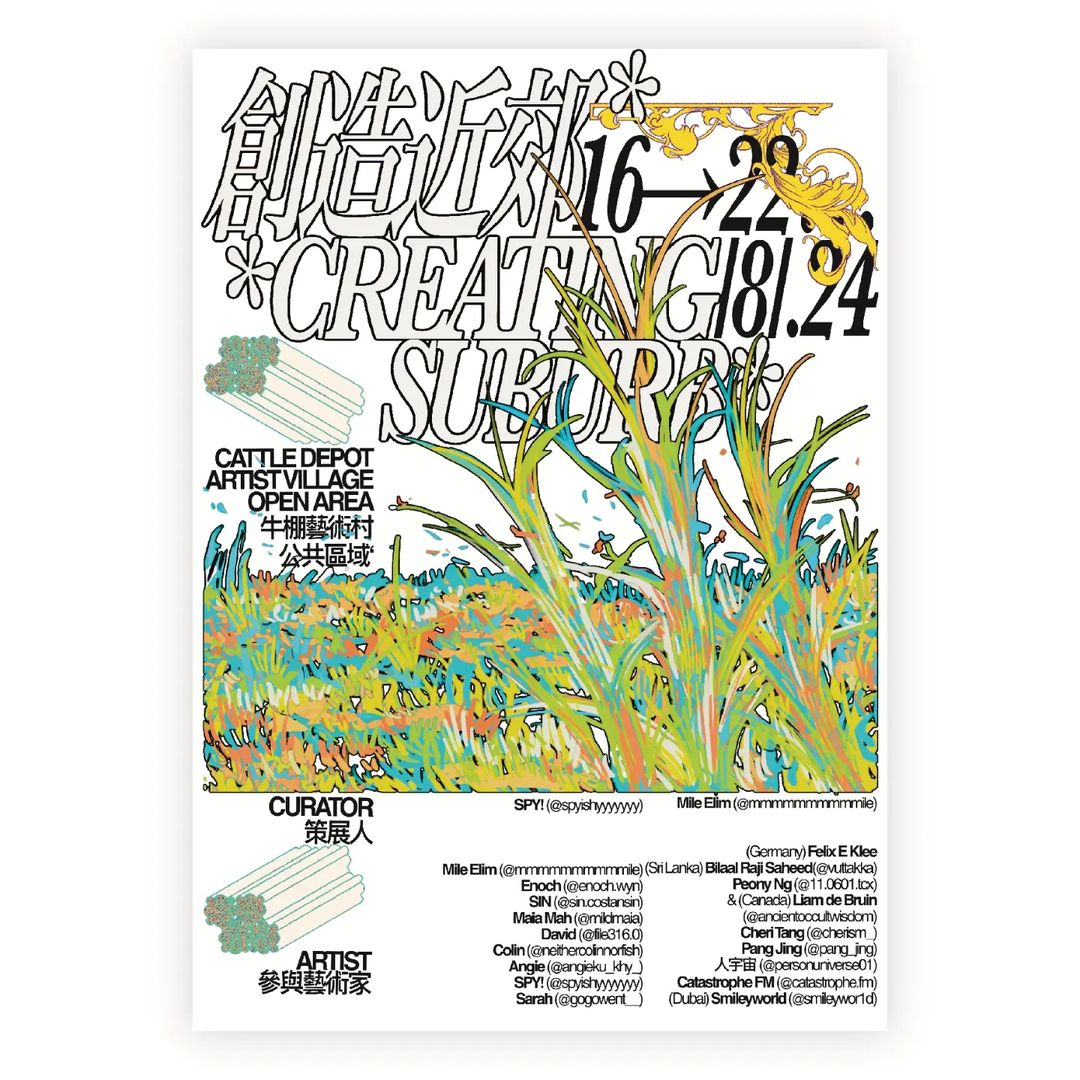 創造近郊*
16→22.
*CREATING
|8|.24
SUBURB*
CATTLE DEPOT
ARTIST VILLAGE
OPEN AREA
牛棚藝術村
公共區域‘
CURATOR
策展人
SPY! (@spyishyyyyyyy)
Mile Elim (@mmmmmmmmmmmile)
Mile Elim (@mmmmmmmmmmmile)
Enoch (@enoch.wyn)
SIN (@sin.costansin)
Maia Mah (@mildmaia)
David (@file316.0)
Colin (@neithercolinnorfish)
Angie (@angieku_khy_)
SPY! (@spyishyyyyyyy)
Sarah (@gogowent__)
(Germany) Felix E Klee
(Sri Lanka) Bilaal Raji Saheed(@vuttakka)
Peony Ng (@11.0601.tcx)
& (Canada) Liam de Bruin
(@ancientoccultwisdom)
Cheri Tang (@cherism_)
Pang Jing (@pang_jing)
人宇宙 (@personuniverse01)
Catastrophe FM (@catastrophe.fm)
(Dubai) Smileyworld (@smileywor1d)
ARTIST
參與藝術家